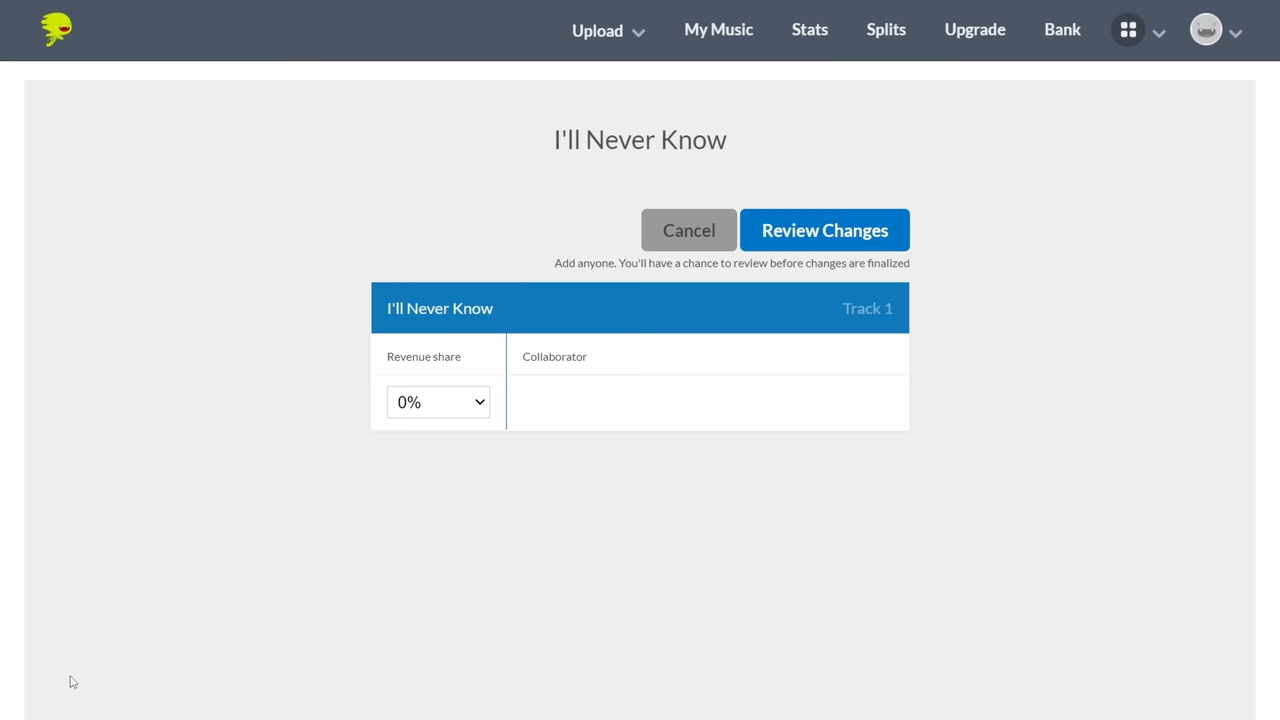 Upload My Music Stats Splits Upgrade Bank
I'll Never Know
Cancel Review Changes
Add anyone. You'll have a chance to review before changes are finalized
I'll Never Know Track 1
Revenue share Collaborator
0%